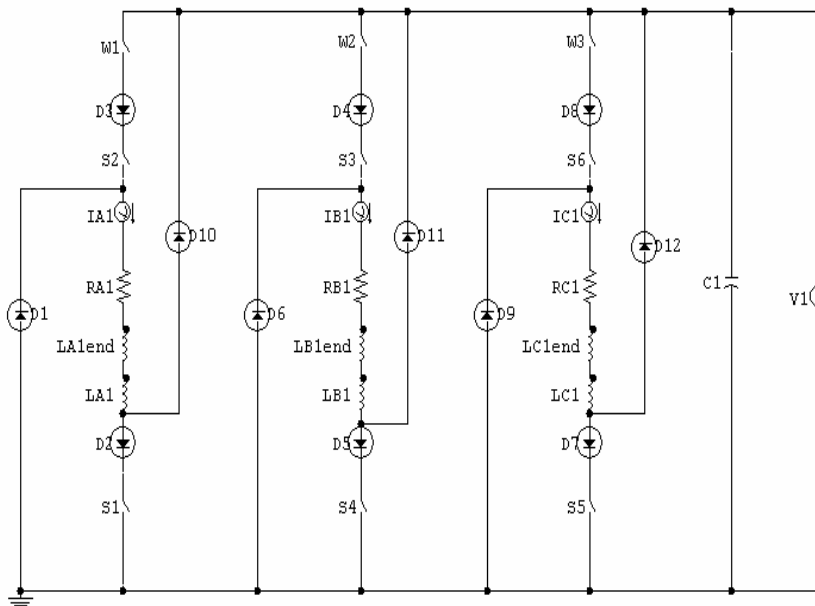 W1
W2
W3
D3
D4
D8
S2
S3
S6
IA1
IB1
IC1
D10
D11
D12
RA1
RB1
RC1
C1
V1
D1
D6
D9
LA1end
LB1end
LC1end
LA1
LB1
LC1
D2
D5
D7
S1
S4
S5